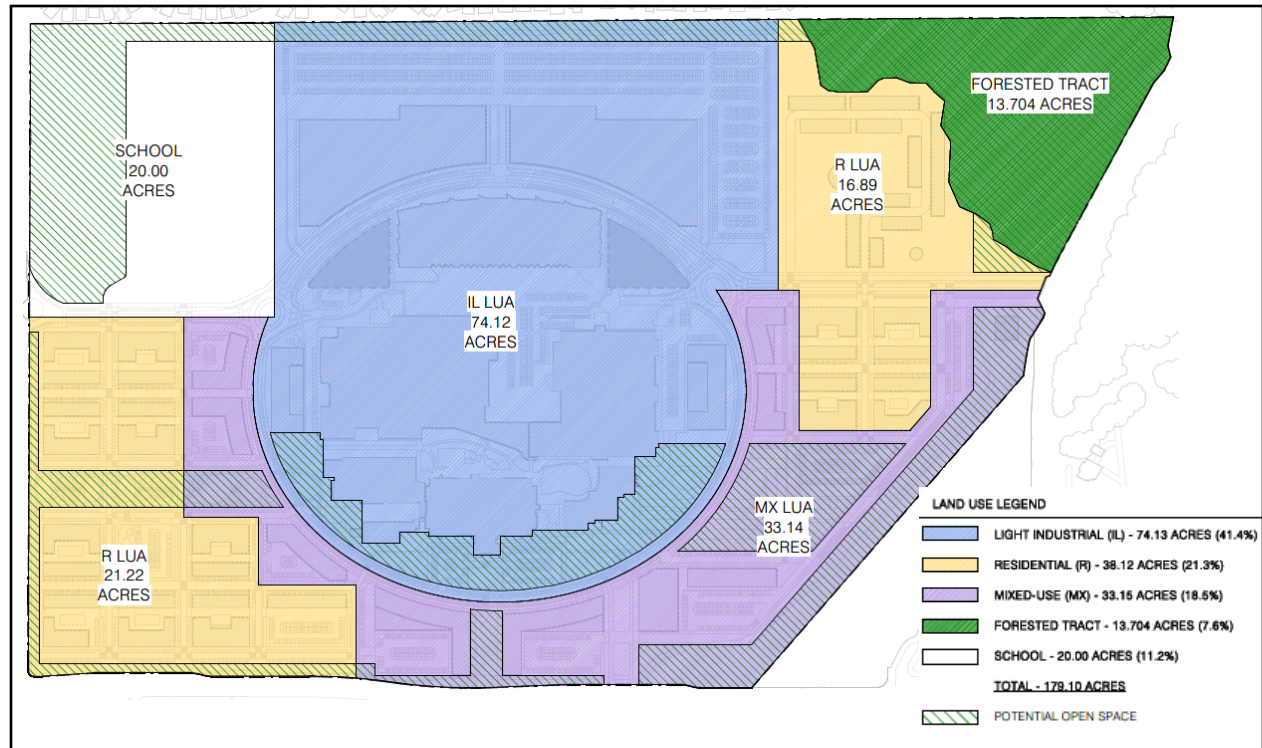 FORESTED TRACT
13.704 ACRES
SCHOOL
20.00
ACRES
R LUA
16.89
ACRES
IL LUA
74.12
ACRES
MX LUA
33.14
ACRES
R LUA
21.22
ACRES
LAND USE LEGEND
LIGHT INDUSTRIAL (IL) - 74.13 ACRES (41.4%)
RESIDENTIAL (R) - 38.12 ACRES (21.3%)
MIXED-USE (MX) - 33.15 ACRES (18.5%)
FORESTED TRACT - 13.704 ACRES (7.6%)
SCHOOL - 20.00 ACRES (11.2%)
TOTAL - 179.10 ACRES
POTENTIAL OPEN SPACE